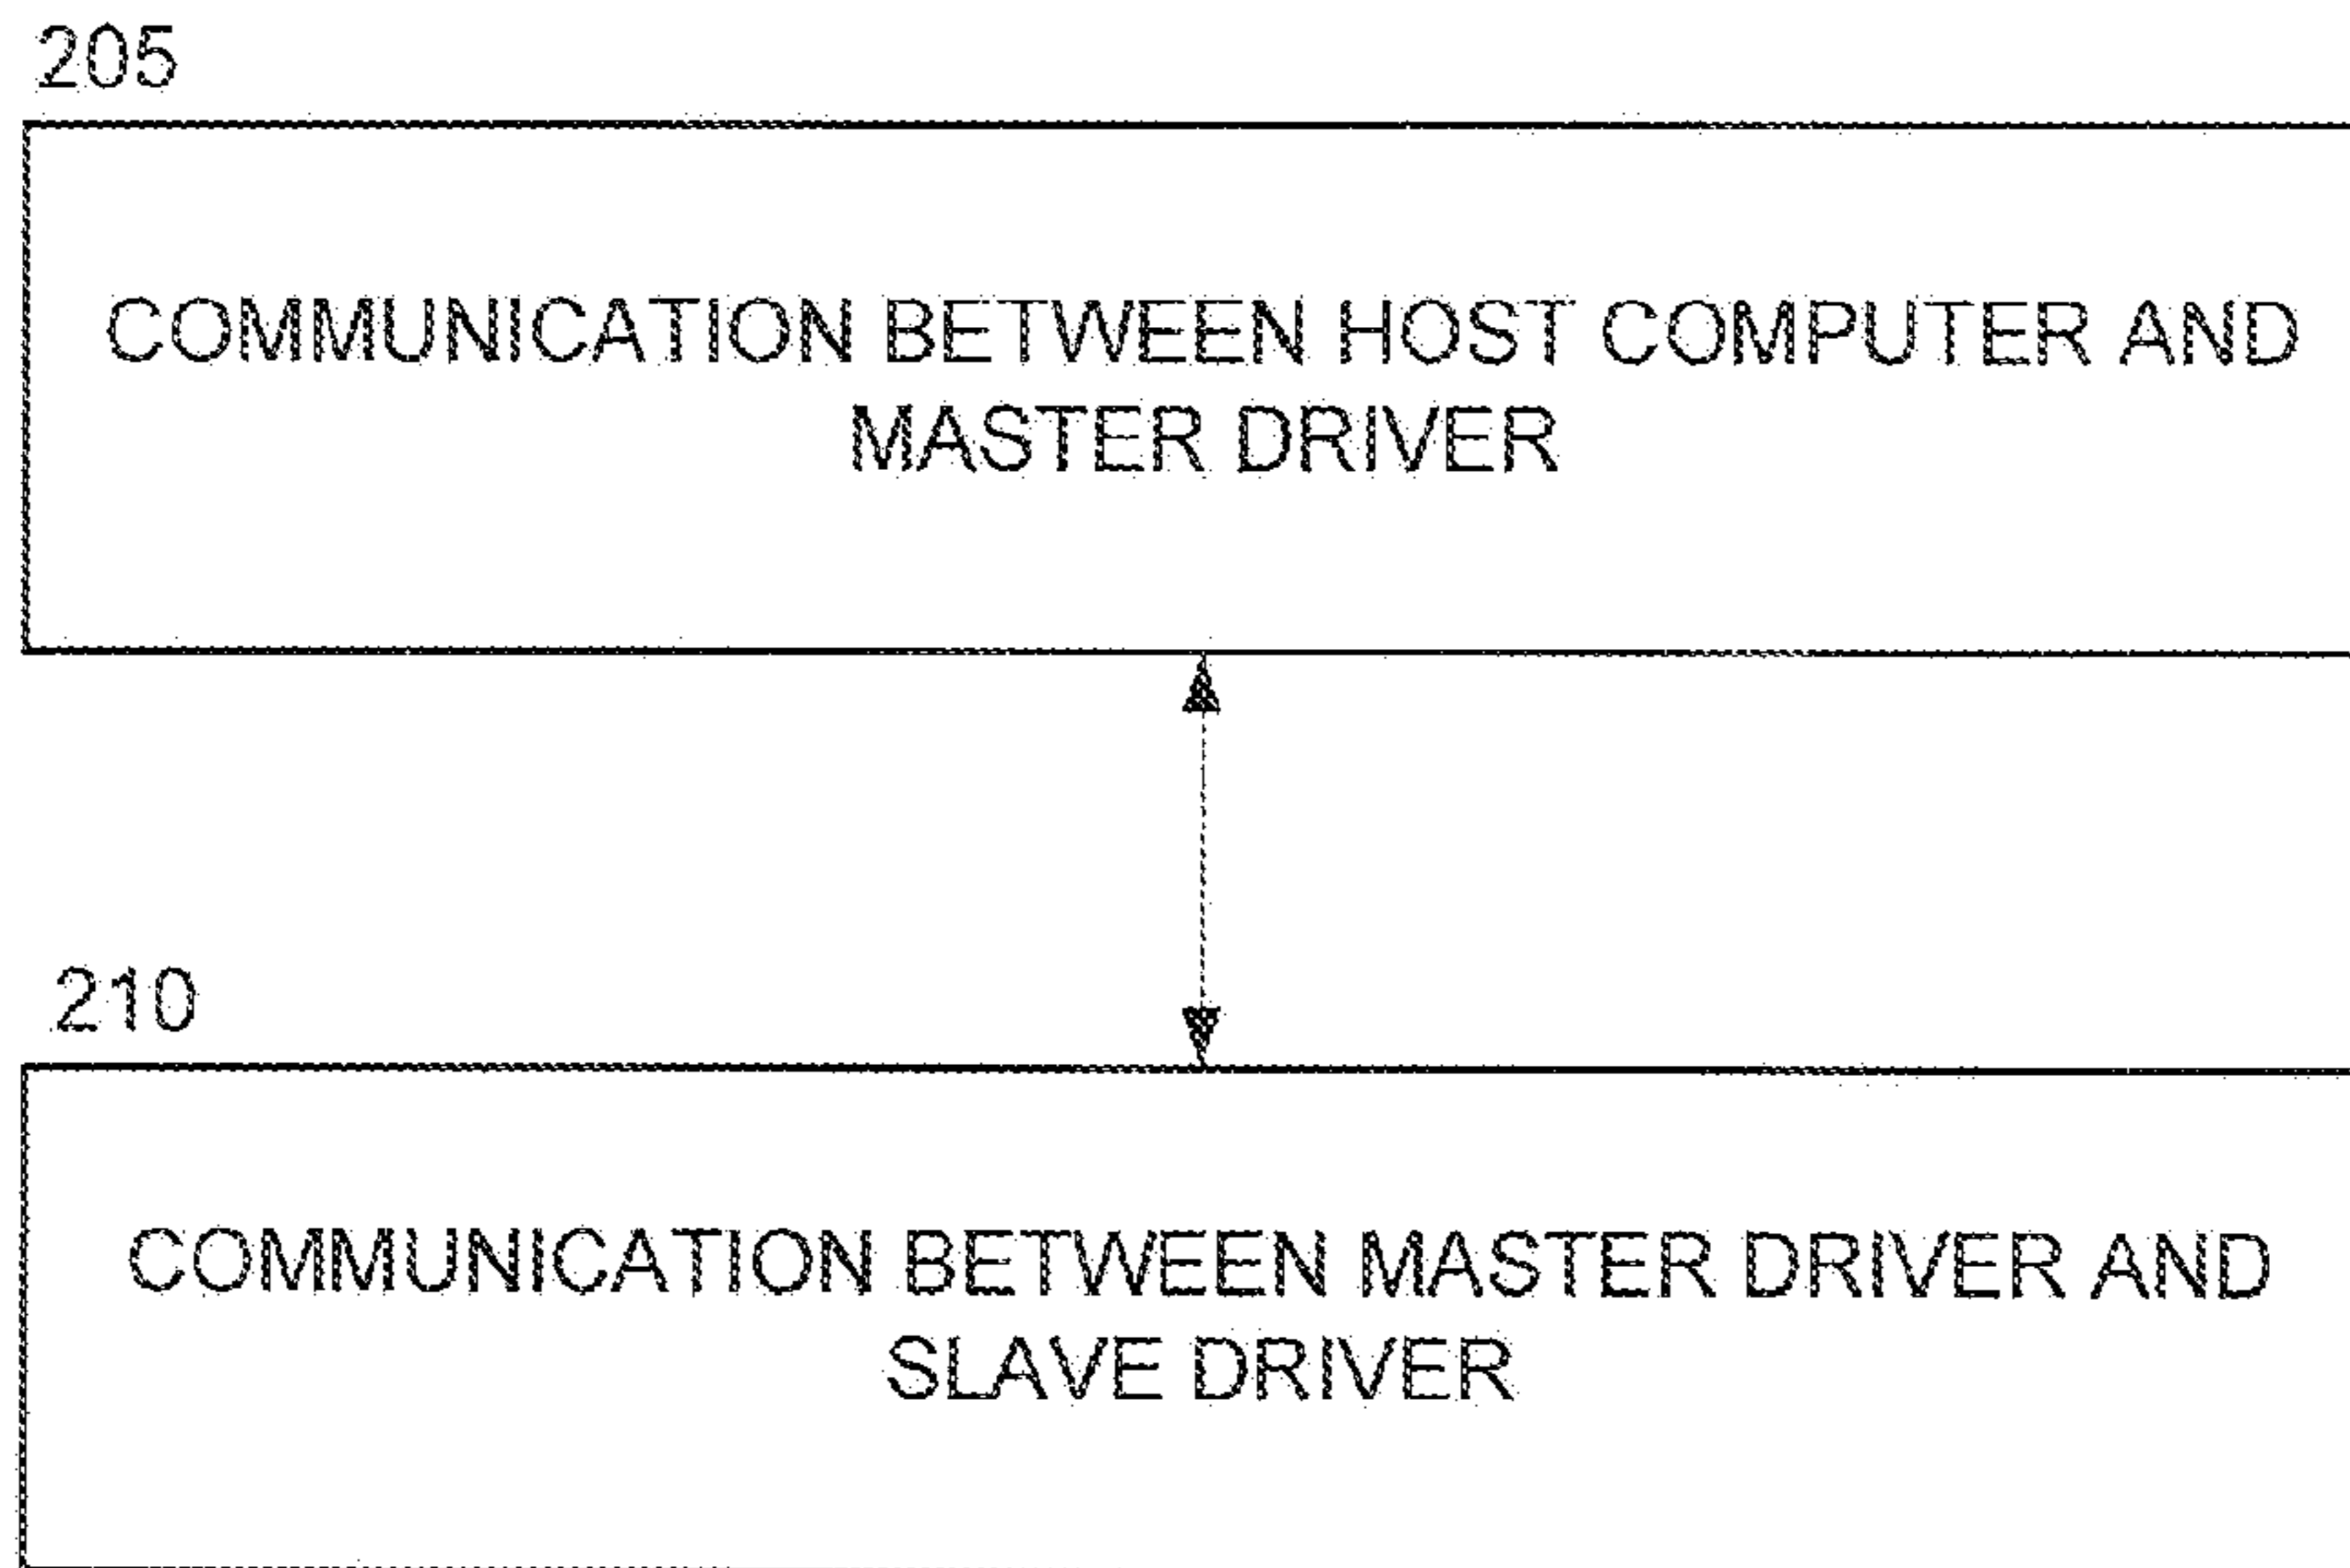 205
COMMUNICATION BETWEEN HOST COMPUTER AND
MASTER DRIVER
210
COMMUNICATION BETWEEN MASTER DRIVER AND
SLAVE DRIVER